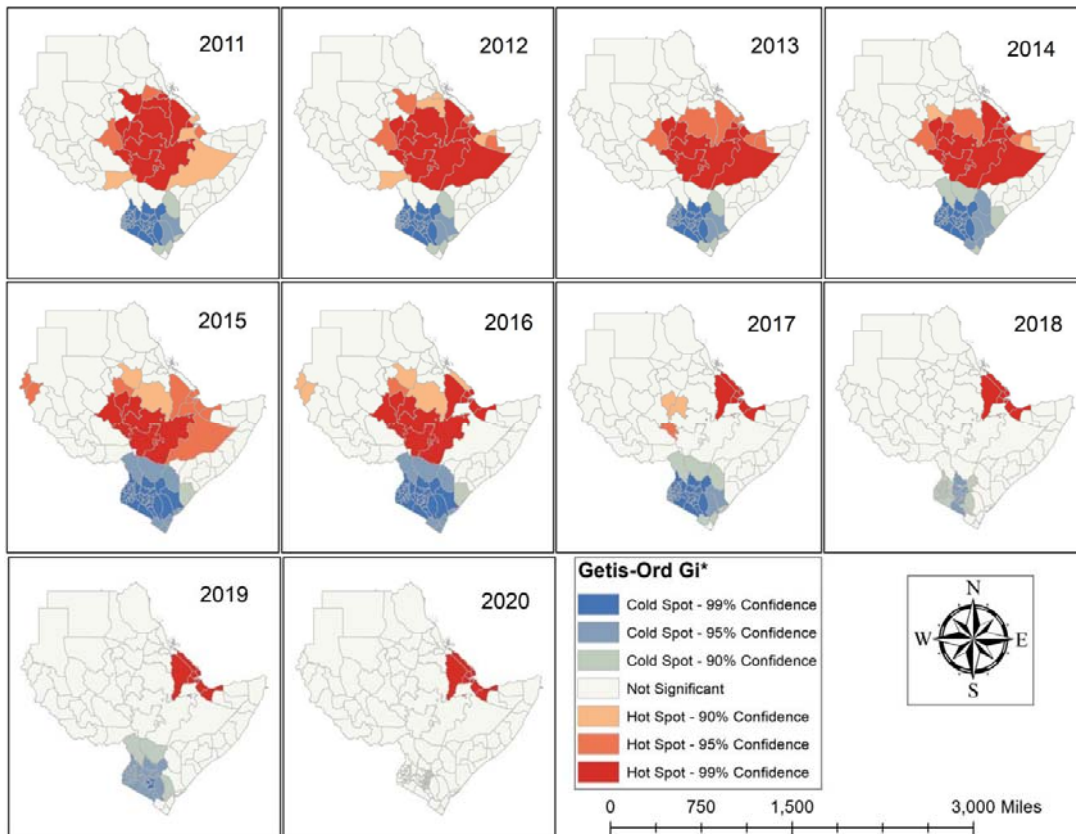 2011
2012
2013
2014
2015
2016
2017
2018
2019
2020
Getis-Ord Gi*
Cold Spot - 99% Confidence
Cold Spot - 95% Confidence
Cold Spot - 90% Confidence
Not Significant
Hot Spot - 90% Confidence
Hot Spot - 95% Confidence
Hot Spot - 99% Confidence
N
W E
S
0 750 1,500 3,000 Miles